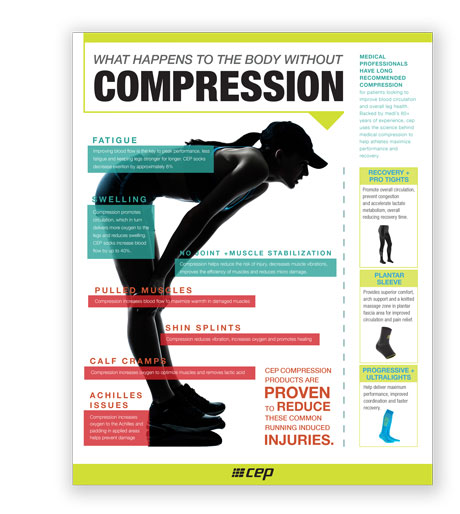 WHAT HAPPENS TO THE BODY WITHOUT
COMPRESSION
MEDICAL
PROFESSIONALS
HAVE LONG
RECOMMENDED
COMPRESSION
for patients looking to
improve blood circulation
and overall leg health.
Backed by medi's 60+
years of experience, cep
uses the science behind
medical compression to
help athletes maximize
performance and
recovery.
FATIGUE
Improving blood flow is the key to peak performance, less
fatigue and keeping legs stronger for longer. CEP socks
decrease exertion by approximately 6%
SWELLING
Compression promotes
circulation, which in turn
delivers more oxygen to the
legs and reduces swelling.
CEP socks increase blood
flow by up to 40%.
NO JOINT + MUSCLE STABILIZATION
Compression helps reduce the risk of injury, decreases muscle vibrations,
improves the efficiency of muscles and reduces micro damage.
PULLED MUSCLES
Compression increases blood flow to maximize warmth in damaged muscles
SHIN SPLINTS
Compression reduces vibration, increases oxygen and promotes healing
CALF CRAMPS
Compression increases oxygen to optimize muscles and removes lactic acid
ACHILLES
ISSUES
Compression increases
oxygen to the Achilles and
padding in applied areas
helps prevent damage
CEP COMPRESSION
PRODUCTS ARE
PROVEN
TO REDUCE
THESE COMMON
RUNNING INDUCED
INJURIES.
RECOVERY +
PRO TIGHTS
Promote overall circulation,
prevent congestion
and accelerate lactate
metabolism, overall
reducing recovery time.
PLANTAR
SLEEVE
Provides superior comfort,
arch support and a knitted
massage zone in plantar
fascia area for improved
circulation and pain relief.
PROGRESSIVE +
ULTRALIGHTS
Help deliver maximum
performance, improved
coordination and faster
recovery.
cep